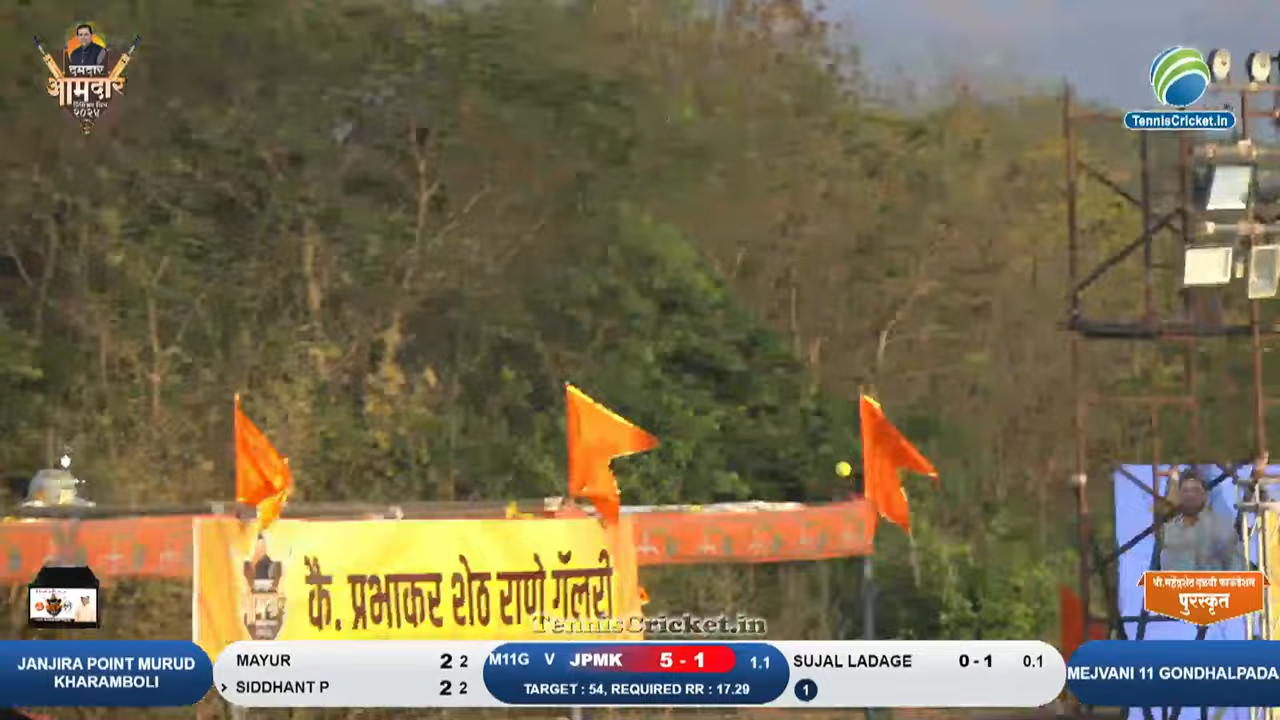 दमदार
आमदार
२०२४
TennisCricket.in
कै. प्रभाकर शेठ राणे गॅलरी
पुरस्कृत
TennisCricket.in
JANJIRA POINT MURUD
KHARAMBOLI
MAYUR 2 2
› SIDDHANT P 2 2
M11G V JPMK 5 - 1 1.1
TARGET : 54, REQUIRED RR : 17.29
SUJAL LADAGE 0 - 1 0.1
1
MEJVANI 11 GONDHALPADA